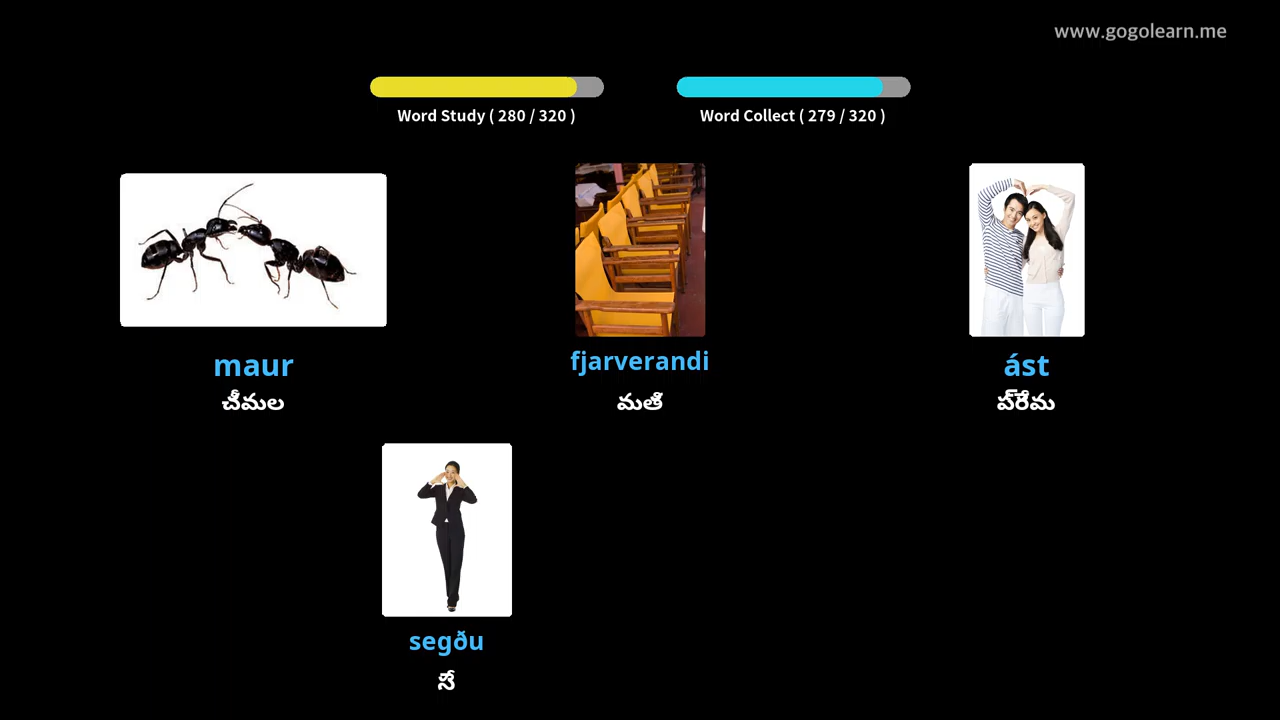 www.gogolearn.me
Word Study ( 280 / 320 )
Word Collect ( 279 / 320 )
maur
fjarverandi
ást
చీమల
మతి
ప్రేమ
segðu
సే